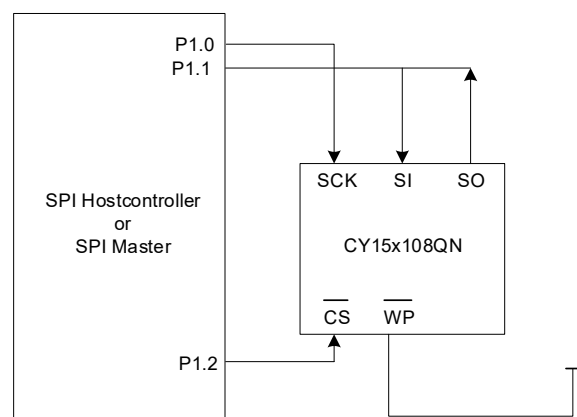 P1.0
P1.1
SCK SI SO
SPI Hostcontroller
or
SPI Master
CY15x108QN
CS WP
P1.2